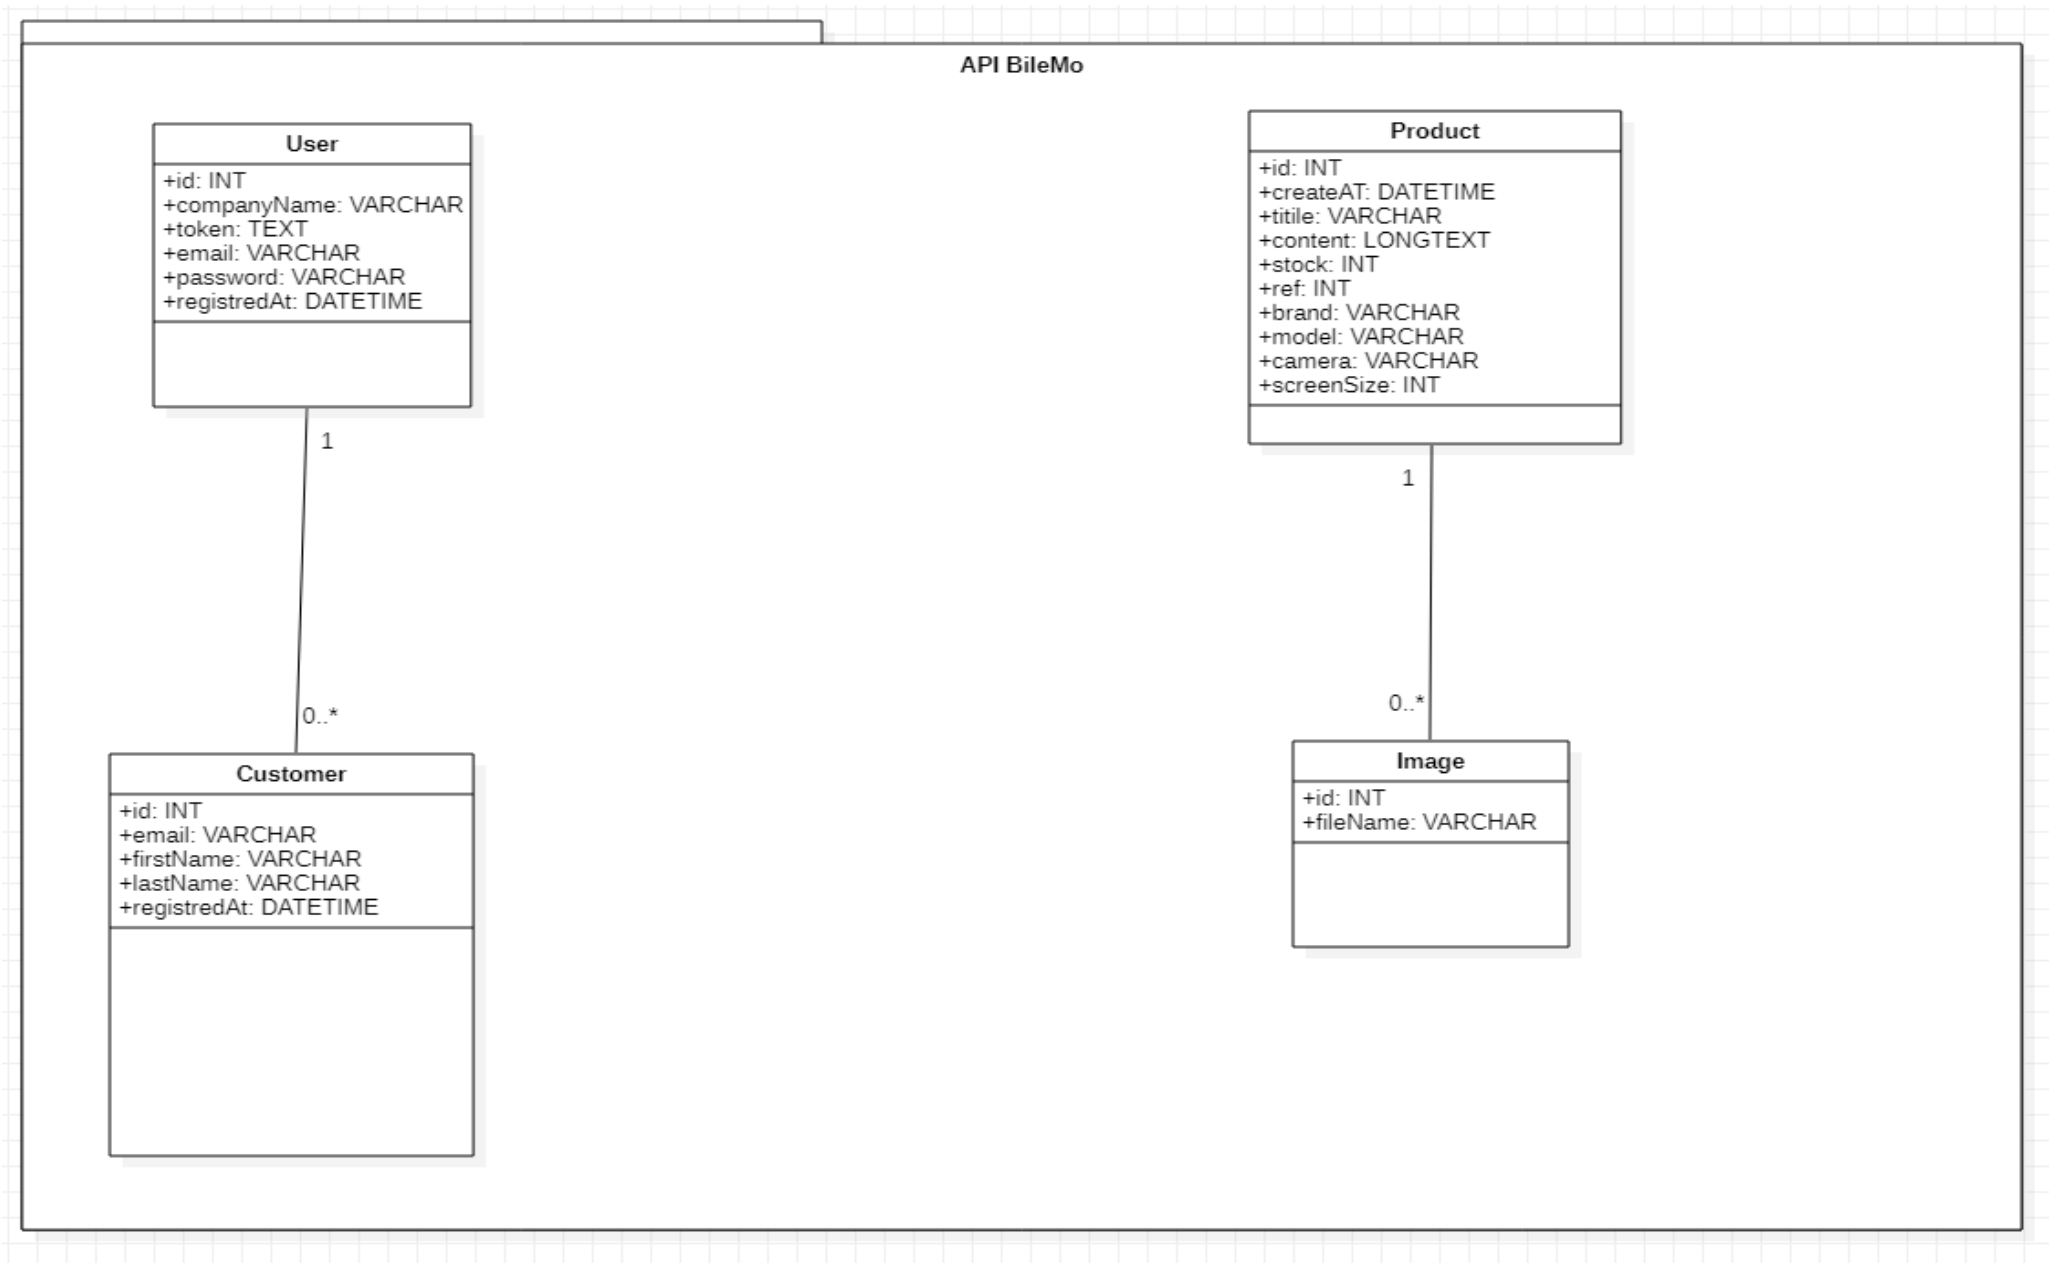 API BileMo
User
+id: INT
+companyName: VARCHAR
+token: TEXT
+email: VARCHAR
+password: VARCHAR
+registredAt: DATETIME
1
0..*
Customer
+id: INT
+email: VARCHAR
+firstName: VARCHAR
+lastName: VARCHAR
+registredAt: DATETIME
Product
+id: INT
+createAT: DATETIME
+titile: VARCHAR
+content: LONGTEXT
+stock: INT
+ref: INT
+brand: VARCHAR
+model: VARCHAR
+camera: VARCHAR
+screenSize: INT
1
0..*
Image
+id: INT
+fileName: VARCHAR